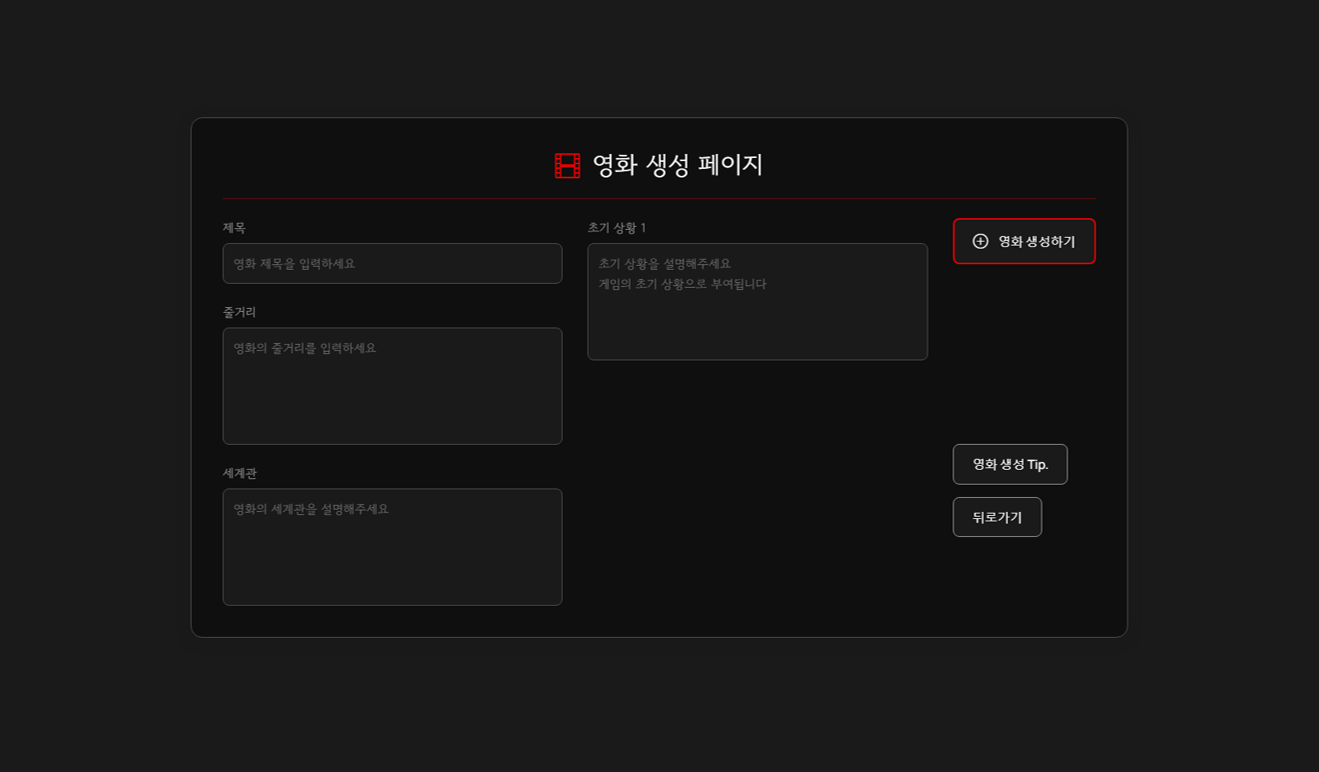 영화 생성 페이지
제목
영화 제목을 입력하세요
줄거리
영화의 줄거리를 입력하세요
세계관
영화의 세계관을 설명해주세요
초기 상황 1
초기 상황을 설명해주세요
게임의 초기 상황으로 부여됩니다
영화 생성하기
영화 생성 Tip.
뒤로가기